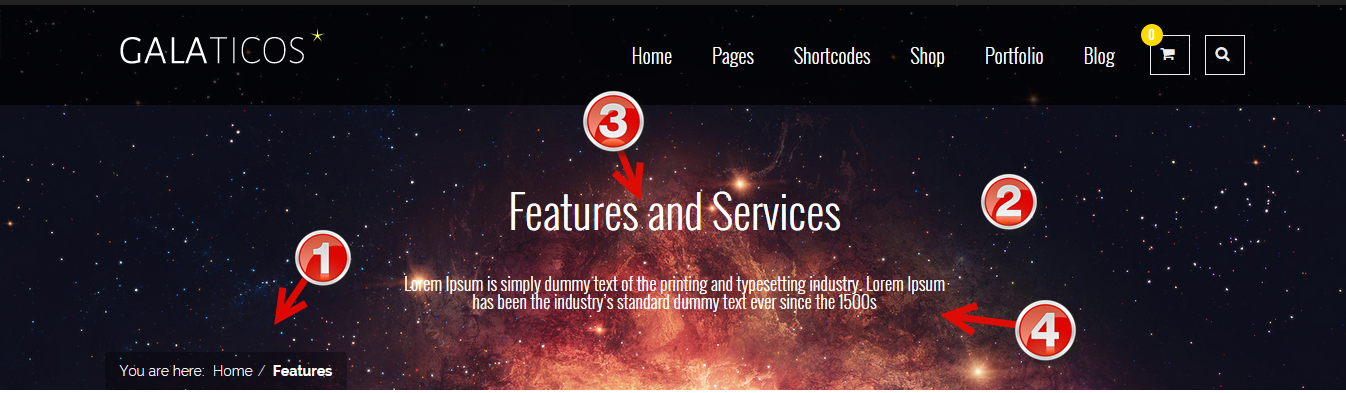 GALATICOS
Home Pages Shortcodes Shop Portfolio Blog 0
3
Features and Services
2
1
Lorem Ipsum is simply dummy text of the printing and typesetting industry. Lorem Ipsum
has been the industry's standard dummy text ever since the 1500s
4
You are here: Home / Features